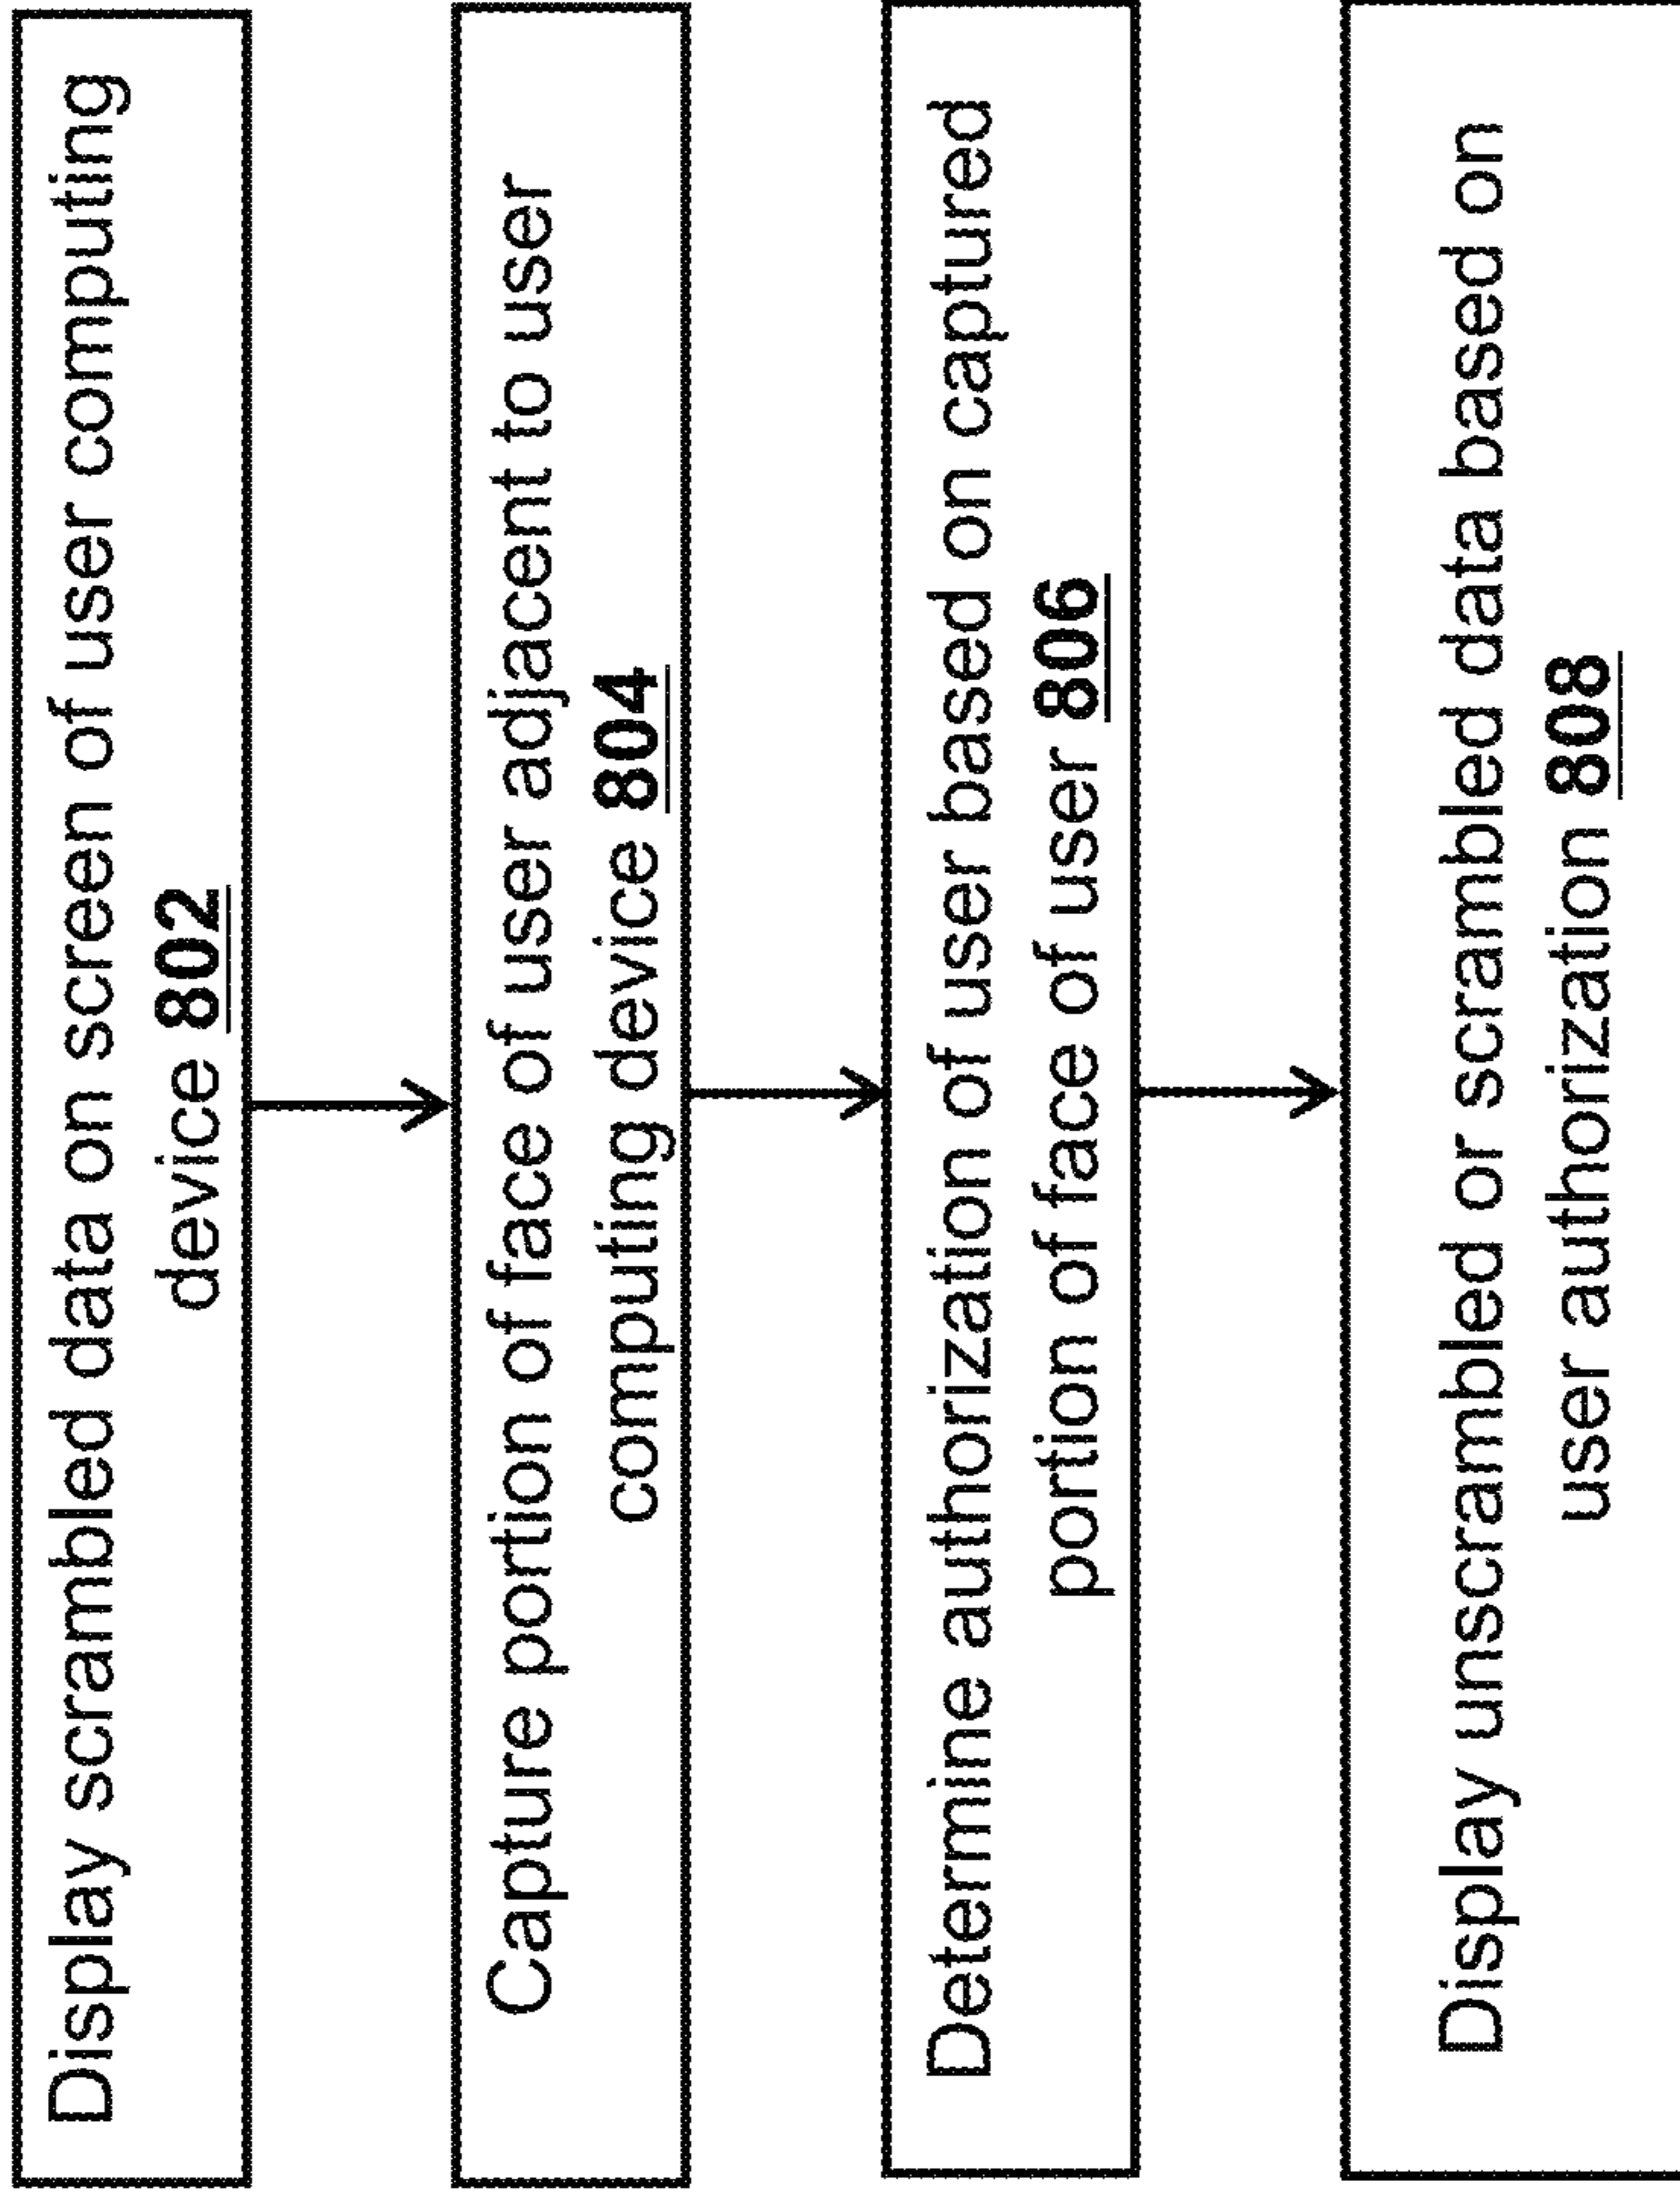 Display scrambled data on screen of user computing
device 802
Capture portion of face of user adjacent to user
computing device 804
Determine authorization of user based on captured
portion of face of user 806
Display unscrambled or scrambled data based on
user authorization 808